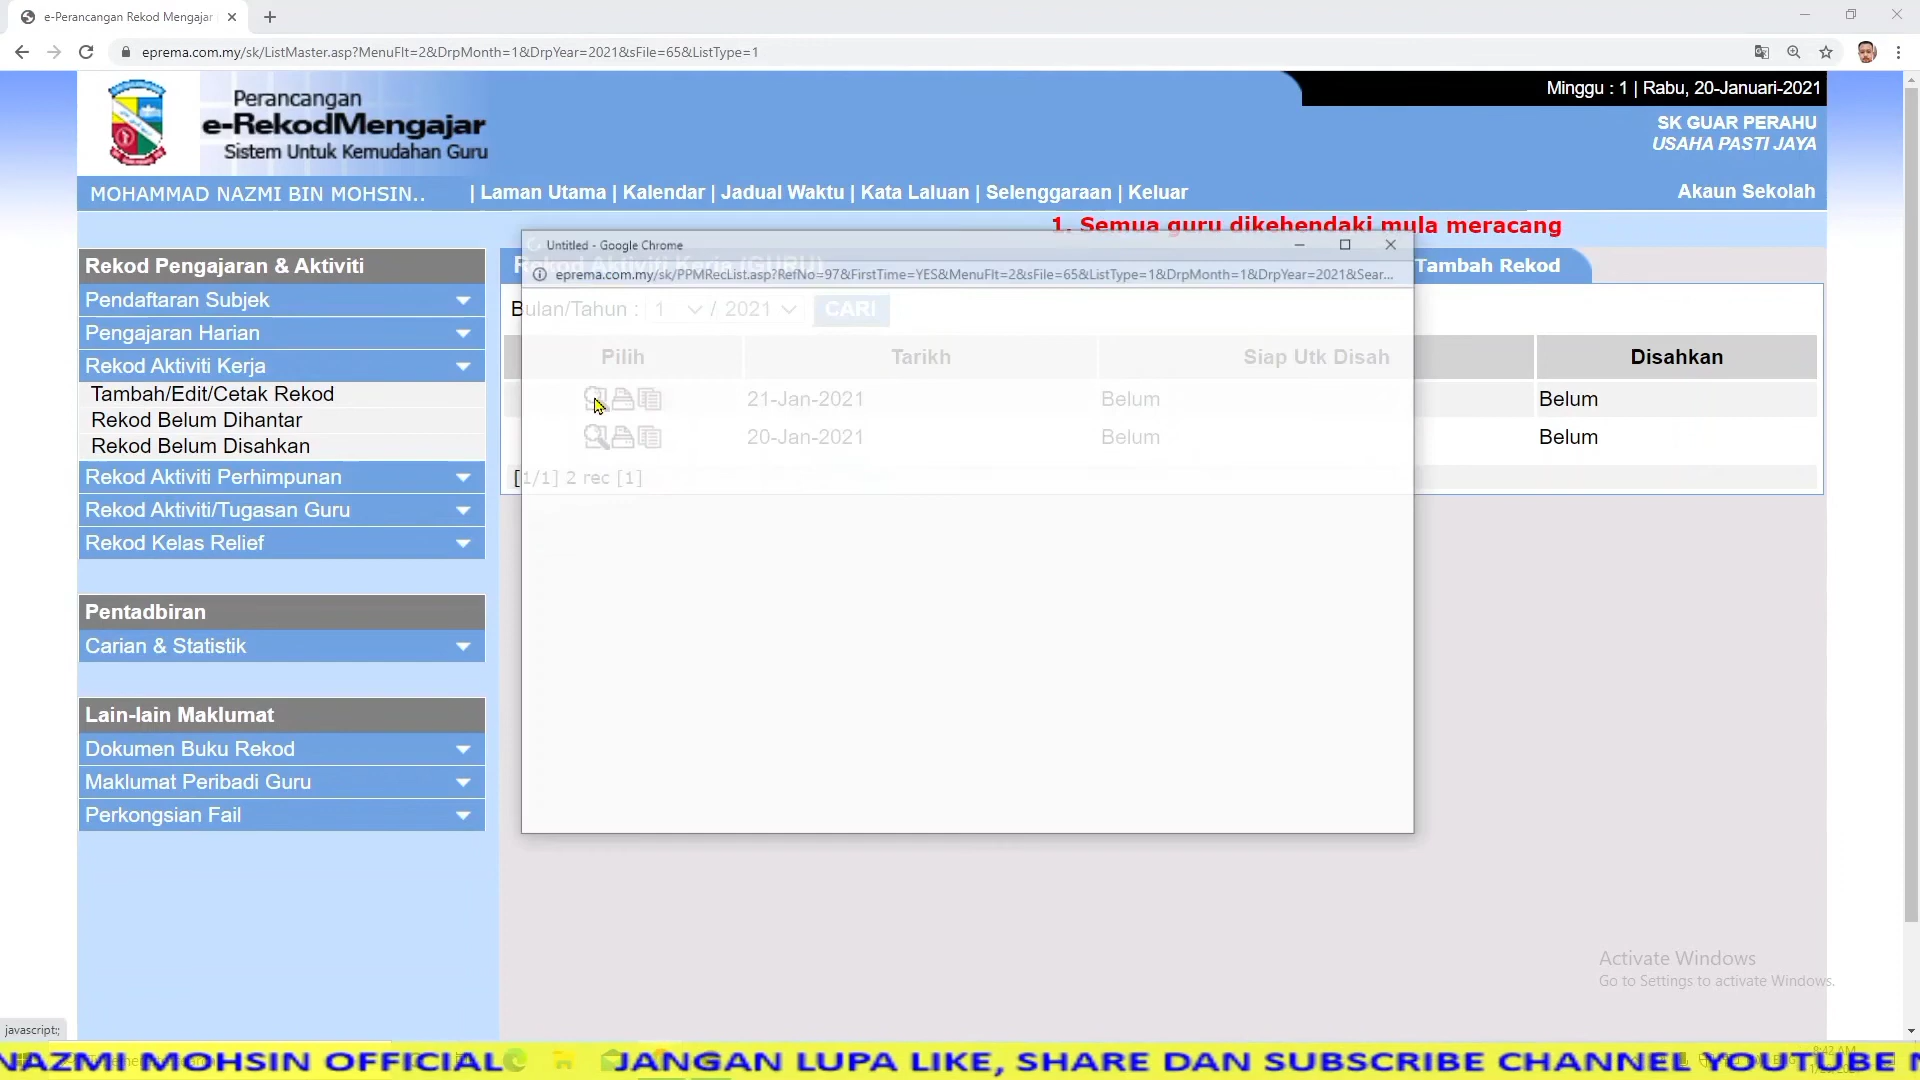 e-Perancangan Rekod Mengajar
eprema.com.my/sk/ListMaster.asp?MenuFlt=2&DrpMonth=1&DrpYear=2021&sFile=65&ListType=1
Perancangan
e-RekodMengajar
Sistem Untuk Kemudahan Guru
Minggu : 1 | Rabu, 20-Januari-2021
SK GUAR PERAHU
USAHA PASTI JAYA
MOHAMMAD NAZMI BIN MOHSIN..
| Laman Utama | Kalendar | Jadual Waktu | Kata Laluan | Selenggaraan | Keluar
Akaun Sekolah
1. Semua guru dikehendaki mula meracang
Untitled - Google Chrome
eprema.com.my/sk/PPMRecList.asp?RefNo=97&FirstTime=YES&MenuFlt=2&sFile=65&ListType=1&DrpMonth=1&DrpYear=2021&Sear...
Rekod Pengajaran & Aktiviti
Pendaftaran Subjek
Pengajaran Harian
Rekod Aktiviti Kerja
Tambah/Edit/Cetak Rekod
Rekod Belum Dihantar
Rekod Belum Disahkan
Rekod Aktiviti Perhimpunan
Rekod Aktiviti/Tugasan Guru
Rekod Kelas Relief
Pentadbiran
Carian & Statistik
Lain-lain Maklumat
Dokumen Buku Rekod
Maklumat Peribadi Guru
Perkongsian Fail
Rekod Aktiviti Kerja (GURU)
Tambah Rekod
Bulan/Tahun : 1 / 2021 CARI
Pilih Tarikh Siap Utk Disah Disahkan
21-Jan-2021 Belum Belum
20-Jan-2021 Belum Belum
[1/1] 2 rec [1]
Activate Windows
Go to Settings to activate Windows.
javascript:;
NAZMI MOHSIN OFFICIAL JANGAN LUPA LIKE, SHARE DAN SUBSCRIBE CHANNEL YOUTUBE